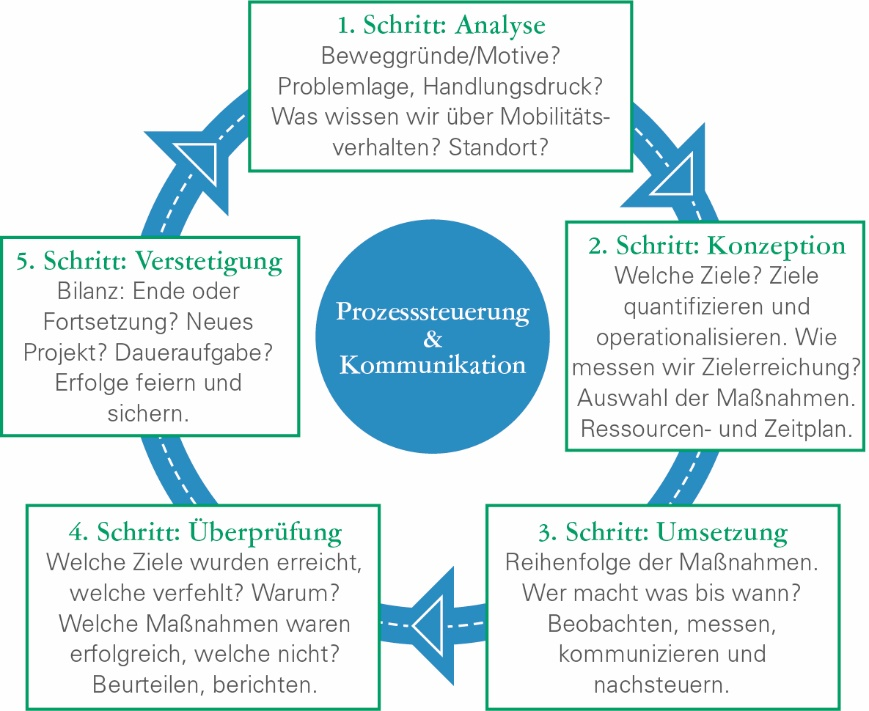 1. Schritt: Analyse
Beweggründe/Motive?
Problemlage, Handlungsdruck?
Was wissen wir über Mobilitäts-
verhalten? Standort?
2. Schritt: Konzeption
Welche Ziele? Ziele
quantifizieren und
operationalisieren. Wie
messen wir Zielerreichung?
Auswahl der Maßnahmen.
Ressourcen- und Zeitplan.
3. Schritt: Umsetzung
Reihenfolge der Maßnahmen.
Wer macht was bis wann?
Beobachten, messen,
kommunizieren und
nachsteuern.
4. Schritt: Überprüfung
Welche Ziele wurden erreicht,
welche verfehlt? Warum?
Welche Maßnahmen waren
erfolgreich, welche nicht?
Beurteilen, berichten.
5. Schritt: Verstetigung
Bilanz: Ende oder
Fortsetzung? Neues
Projekt? Daueraufgabe?
Erfolge feiern und
sichern.
Prozesssteuerung
&
Kommunikation